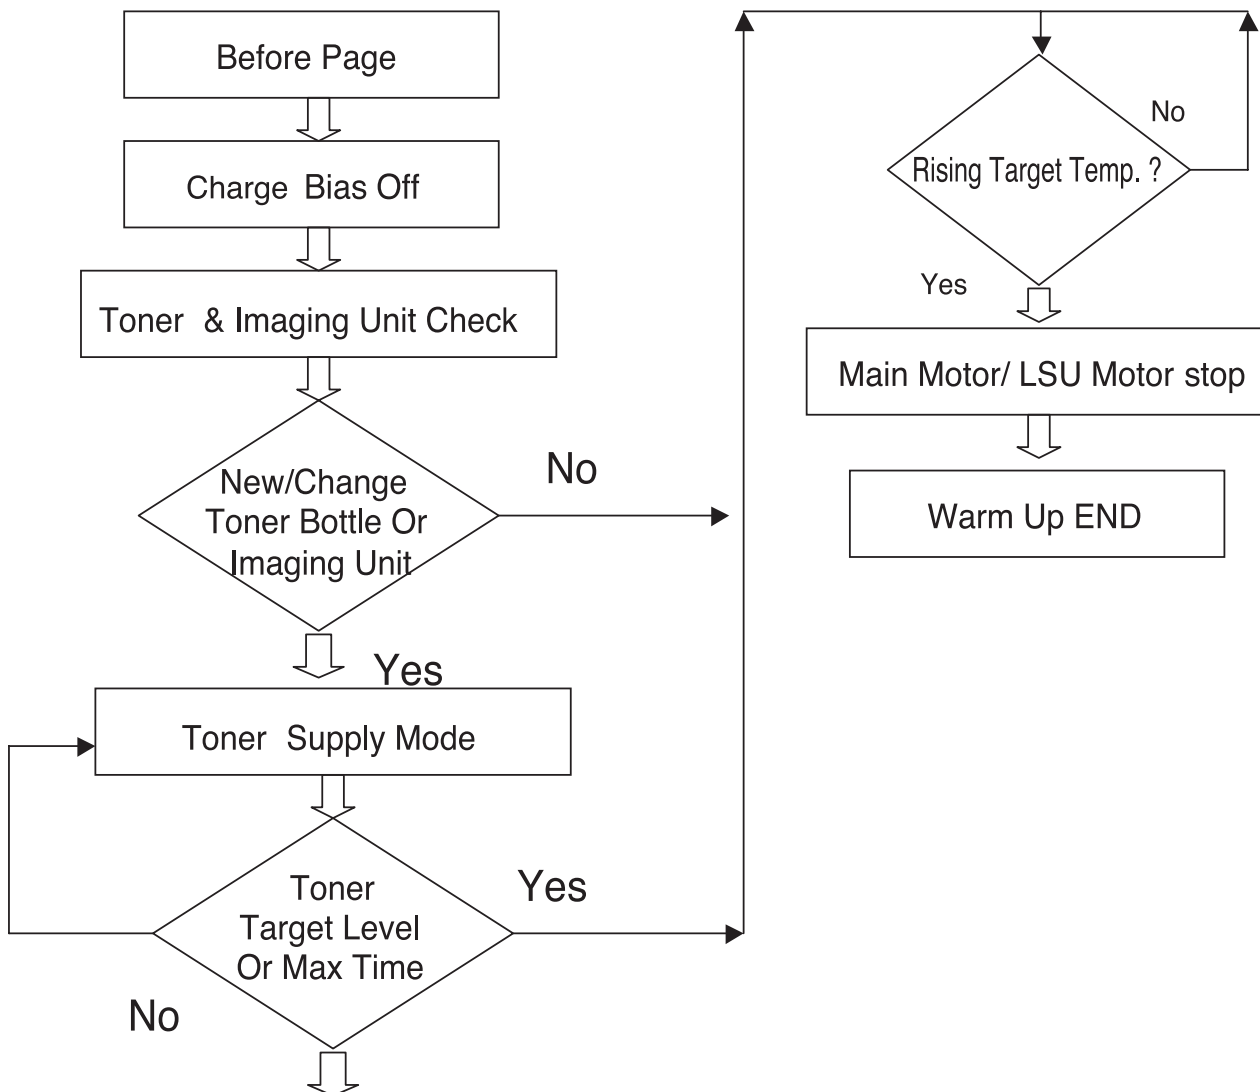 Before Page
Charge Bias Off
Toner & Imaging Unit Check
New/Change
Toner Bottle Or
Imaging Unit
No
Yes
Toner Supply Mode
Toner
Target Level
Or Max Time
Yes
No
Rising Target Temp. ?
No
Yes
Main Motor/ LSU Motor stop
Warm Up END